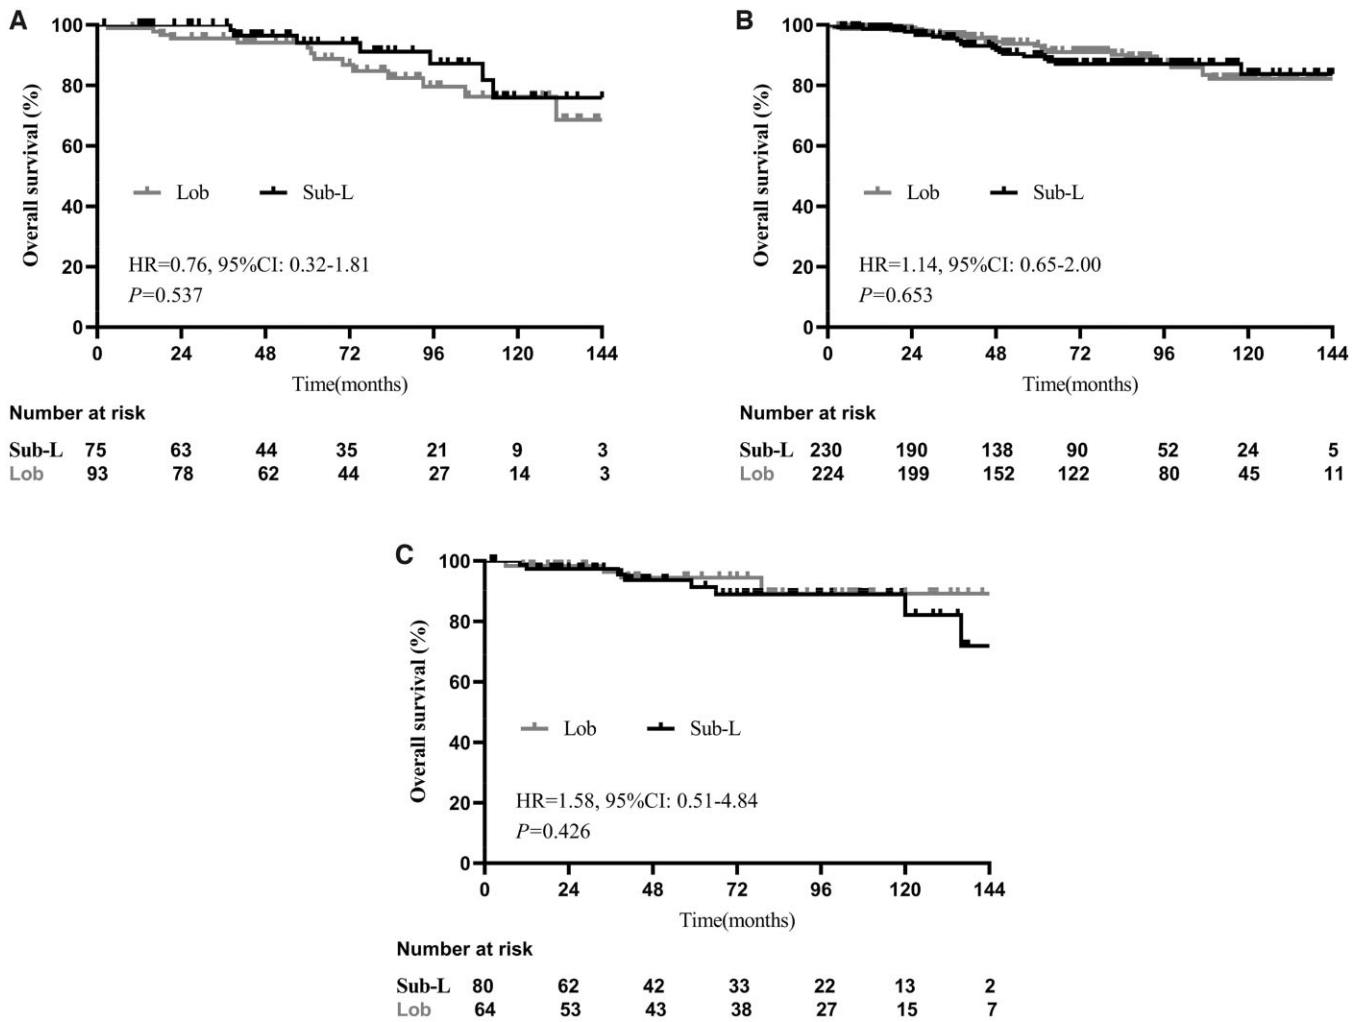 A
100
80
60
40
20
0
Overall survival (%)
Lob
Sub-L
HR=0.76, 95%CI: 0.32-1.81
P=0.537
0 24 48 72 96 120 144
Time(months)
Number at risk
Sub-L 75 63 44 35 21 9 3
Lob 93 78 62 44 27 14 3
B
100
80
60
40
20
0
Overall survival (%)
Lob
Sub-L
HR=1.14, 95%CI: 0.65-2.00
P=0.653
0 24 48 72 96 120 144
Time(months)
Number at risk
Sub-L 230 190 138 90 52 24 5
Lob 224 199 152 122 80 45 11
C
100
80
60
40
20
0
Overall survival (%)
Lob
Sub-L
HR=1.58, 95%CI: 0.51-4.84
P=0.426
0 24 48 72 96 120 144
Time(months)
Number at risk
Sub-L 80 62 42 33 22 13 2
Lob 64 53 43 38 27 15 7